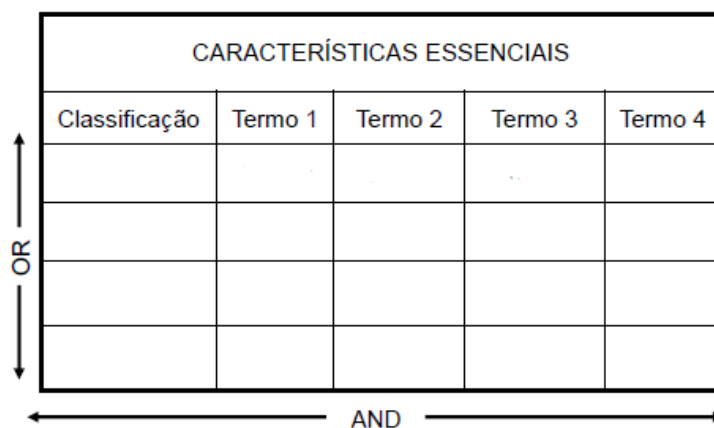 CARACTERÍSTICAS ESSENCIAIS
Classificação Termo 1 Termo 2 Termo 3 Termo 4
OR
AND